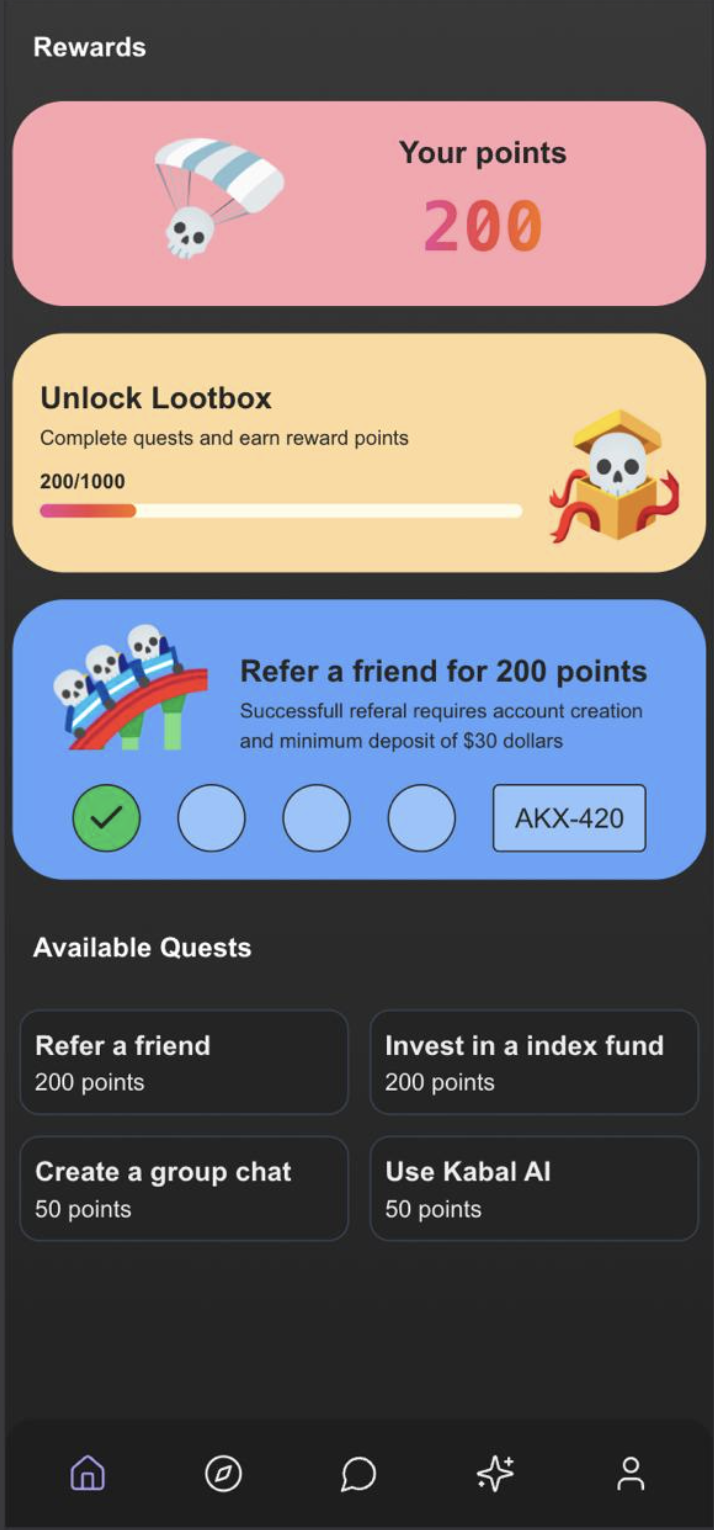 Rewards
Your points
200
Unlock Lootbox
Complete quests and earn reward points
200/1000
Refer a friend for 200 points
Successfull referal requires account creation
and minimum deposit of $30 dollars
AKX-420
Available Quests
Refer a friend
200 points
Invest in a index fund
200 points
Create a group chat
50 points
Use Kabal AI
50 points